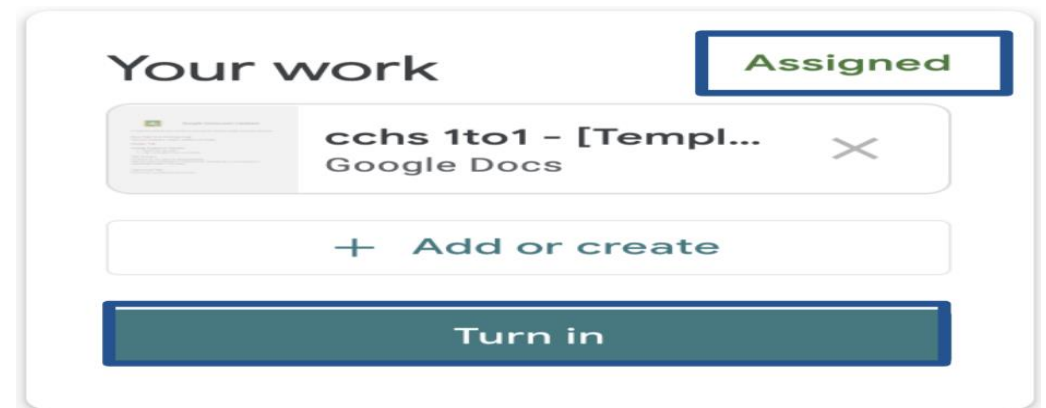 Your work
Assigned
cchs 1to1 - [Templ...
Google Docs
+ Add or create
Turn in